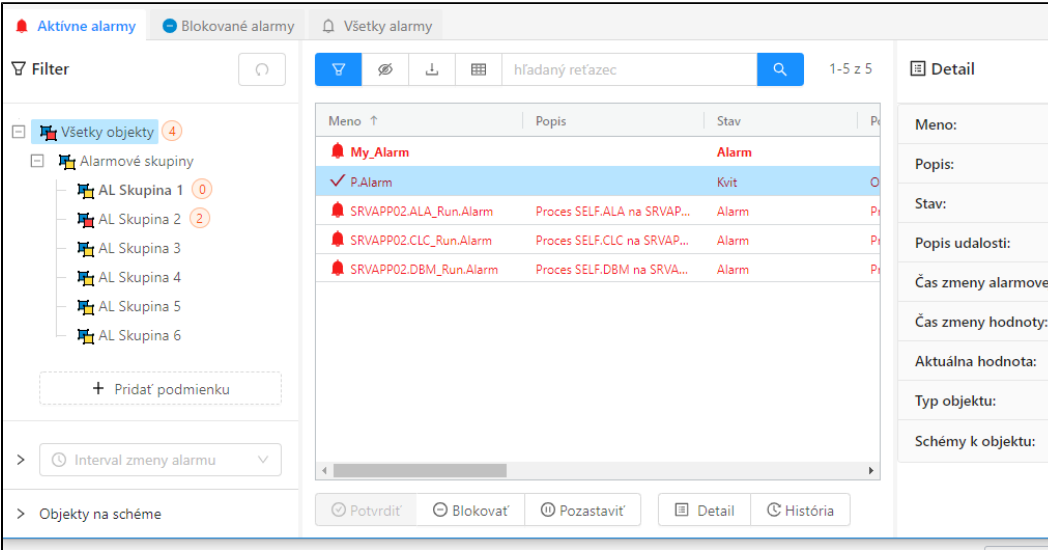 Aktívne alarmy
Blokované alarmy
Všetky alarmy
Filter
Všetky objekty 4
Alarmové skupiny
AL Skupina 1 0
AL Skupina 2 2
AL Skupina 3
AL Skupina 4
AL Skupina 5
AL Skupina 6
+ Pridať podmienku
Interval zmeny alarmu
Objekty na schéme
hľadaný reťazec
1-5 z 5
Meno ↑ Popis Stav
My_Alarm Alarm
P.Alarm Kvit
SRVAPP02.ALA_Run.Alarm Proces SELF.ALA na SRVAP... Alarm
SRVAPP02.CLC_Run.Alarm Proces SELF.CLC na SRVAP... Alarm
SRVAPP02.DBM_Run.Alarm Proces SELF.DBM na SRVA... Alarm
Potvrdiť
Blokovať
Pozastaviť
Detail
História
Detail
Meno:
Popis:
Stav:
Popis udalosti:
Čas zmeny alarmove
Čas zmeny hodnoty:
Aktuálna hodnota:
Typ objektu:
Schémy k objektu: